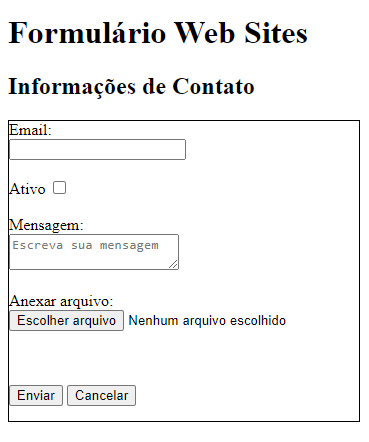 Formulário Web Sites
Informações de Contato
Email:
Ativo
Mensagem:
Escreva sua mensagem
Anexar arquivo:
Escolher arquivo Nenhum arquivo escolhido
Enviar Cancelar